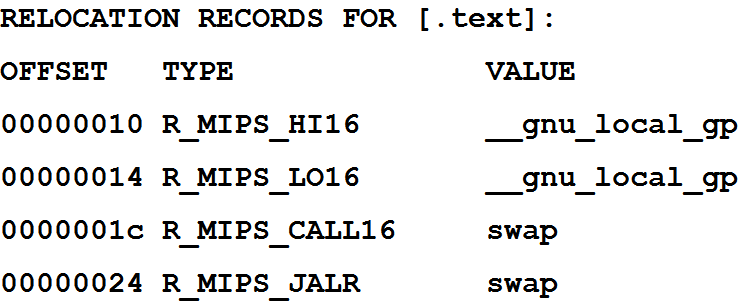 RELOCATION RECORDS FOR [.text]:
OFFSET   TYPE              VALUE
00000010 R_MIPS_HI16       __gnu_local_gp
00000014 R_MIPS_LO16       __gnu_local_gp
0000001c R_MIPS_CALL16     swap
00000024 R_MIPS_JALR       swap